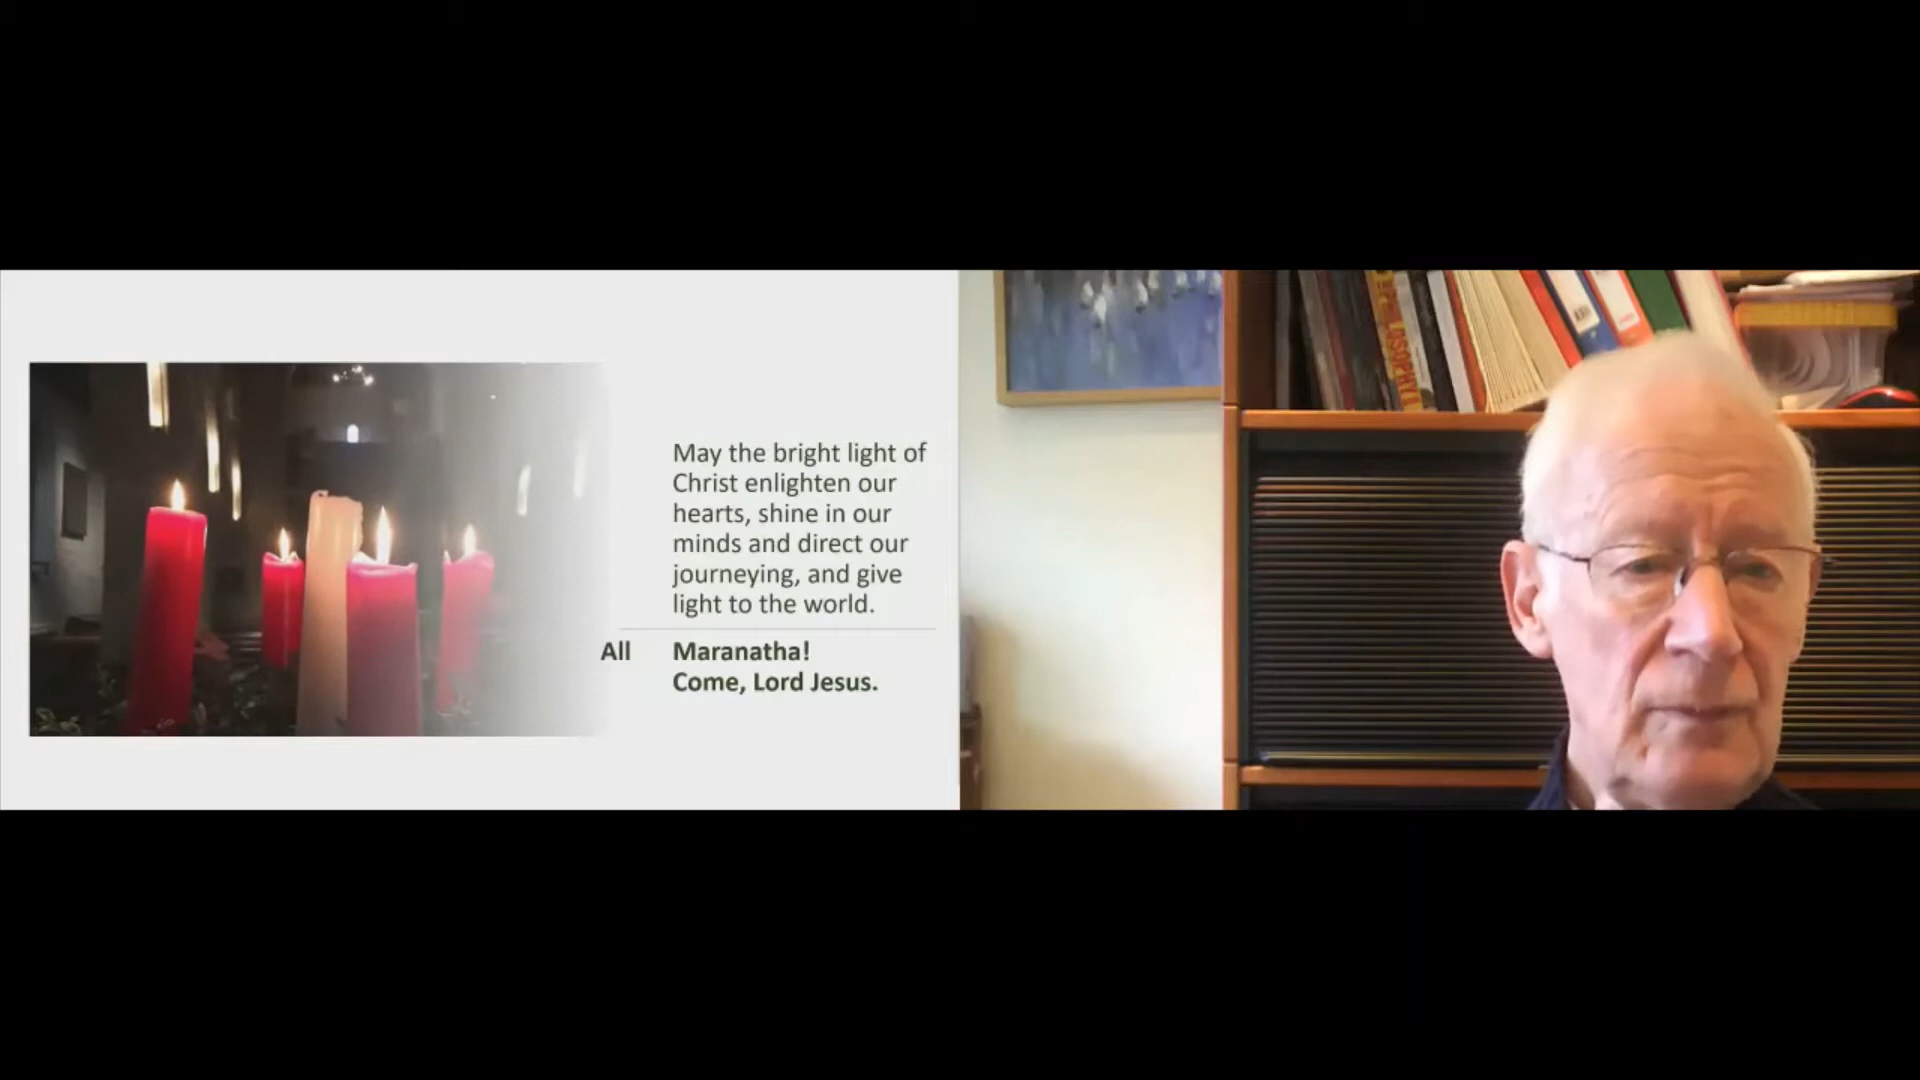 May the bright light of
Christ enlighten our
hearts, shine in our
minds and direct our
journeying, and give
light to the world.
All Maranatha!
Come, Lord Jesus.